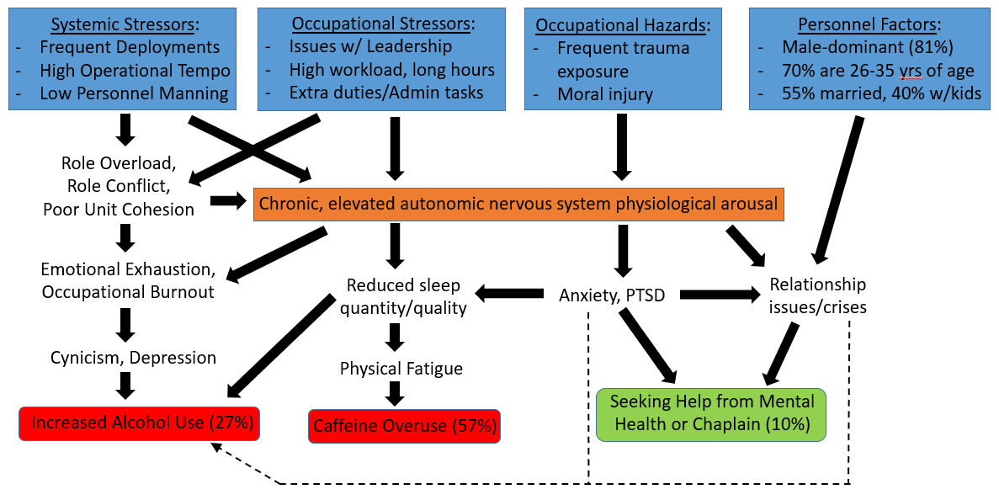 Systemic Stressors:
- Frequent Deployments
- High Operational Tempo
- Low Personnel Manning
Occupational Stressors:
- Issues w/ Leadership
- High workload, long hours
- Extra duties/Admin tasks
Occupational Hazards:
- Frequent trauma
exposure
- Moral injury
Personnel Factors:
- Male-dominant (81%)
- 70% are 26-35 yrs of age
- 55% married, 40% w/kids
Role Overload,
Role Conflict,
Poor Unit Cohesion
Chronic, elevated autonomic nervous system physiological arousal
Emotional Exhaustion,
Occupational Burnout
Reduced sleep
quantity/quality
Anxiety, PTSD
Relationship
issues/crises
Cynicism, Depression
Physical Fatigue
Increased Alcohol Use (27%)
Caffeine Overuse (57%)
Seeking Help from Mental
Health or Chaplain (10%)